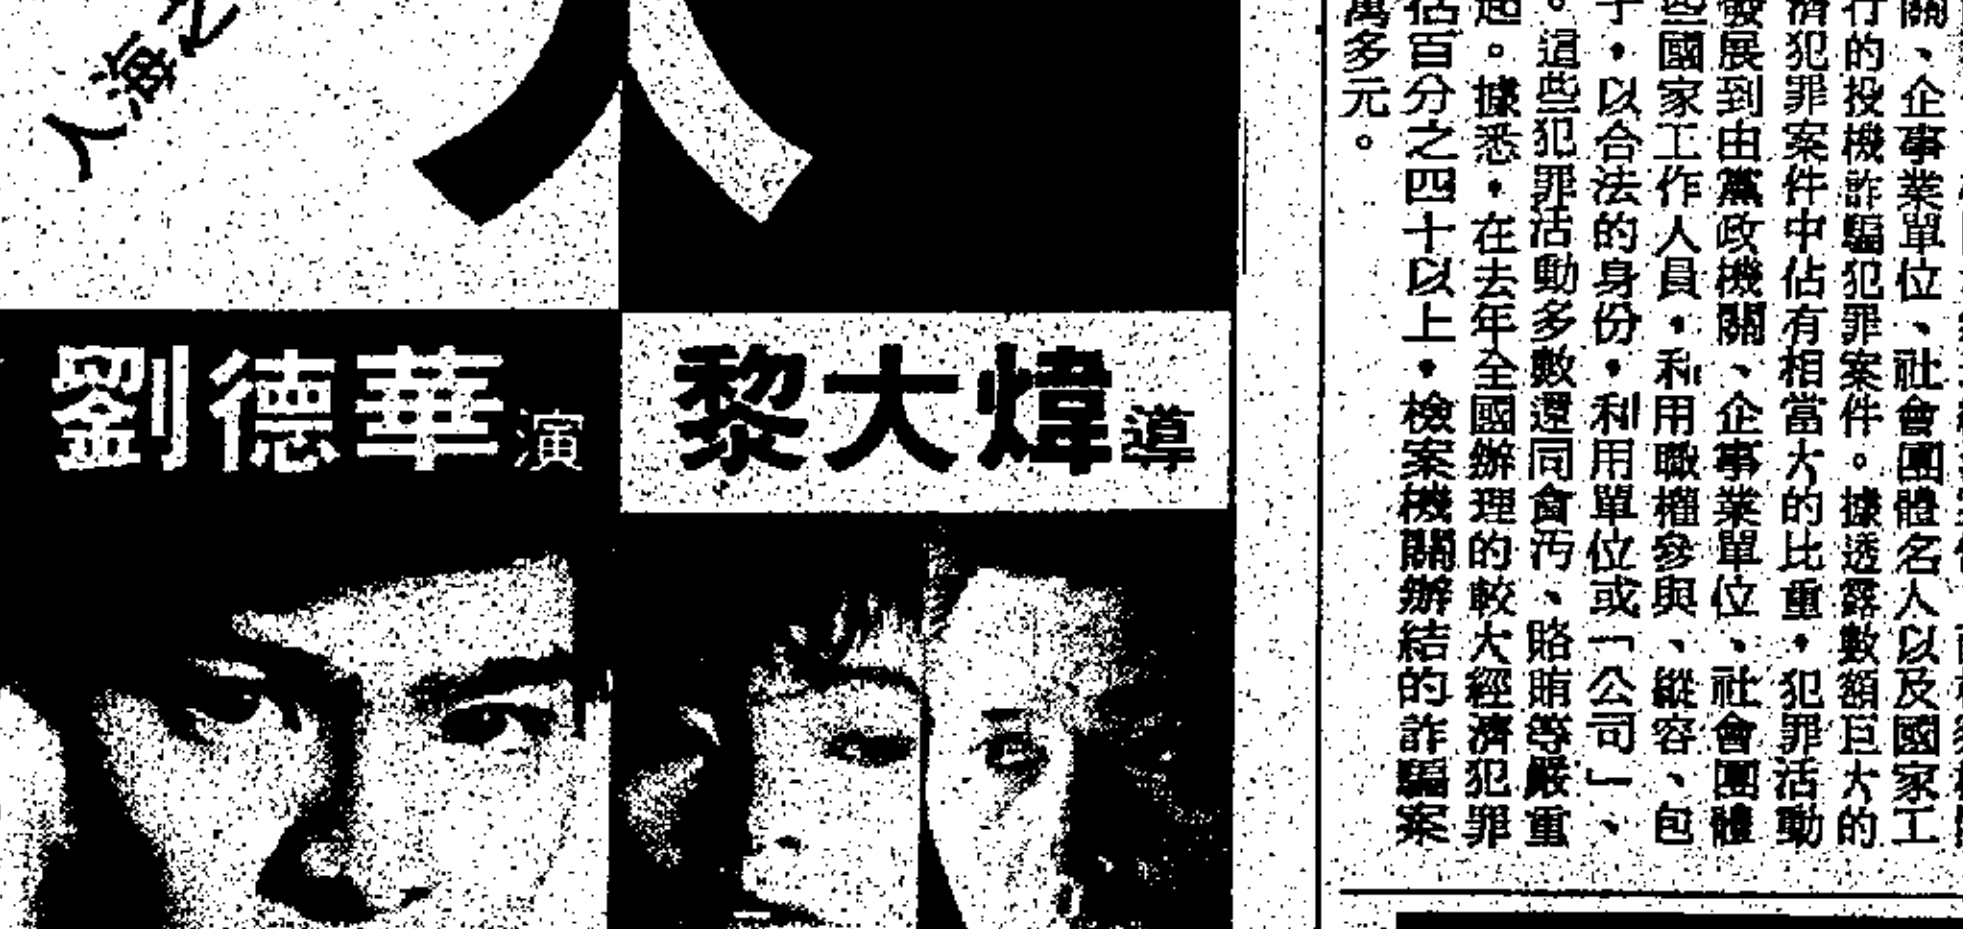 人海之
人
劉德華演
黎大煒導
關、企事業單位、社會團體名人以及國家工
行的投機詐騙犯罪案件。據透露數額巨大的
濟犯罪案件中佔有相當大的比重,犯罪活動
發展到由黨政機關、企事業單位、社會團體
些國家工作人員,利用職權參與、縱容、包
子,以合法的身份,利用單位或「公司」、
。這些犯罪活動多數還同貪污、賂賄等嚴重
起。據悉,在去年全國辦理的較大經濟犯罪
括百分之四十以上,檢案機關辦結的詐騙案
萬多元。